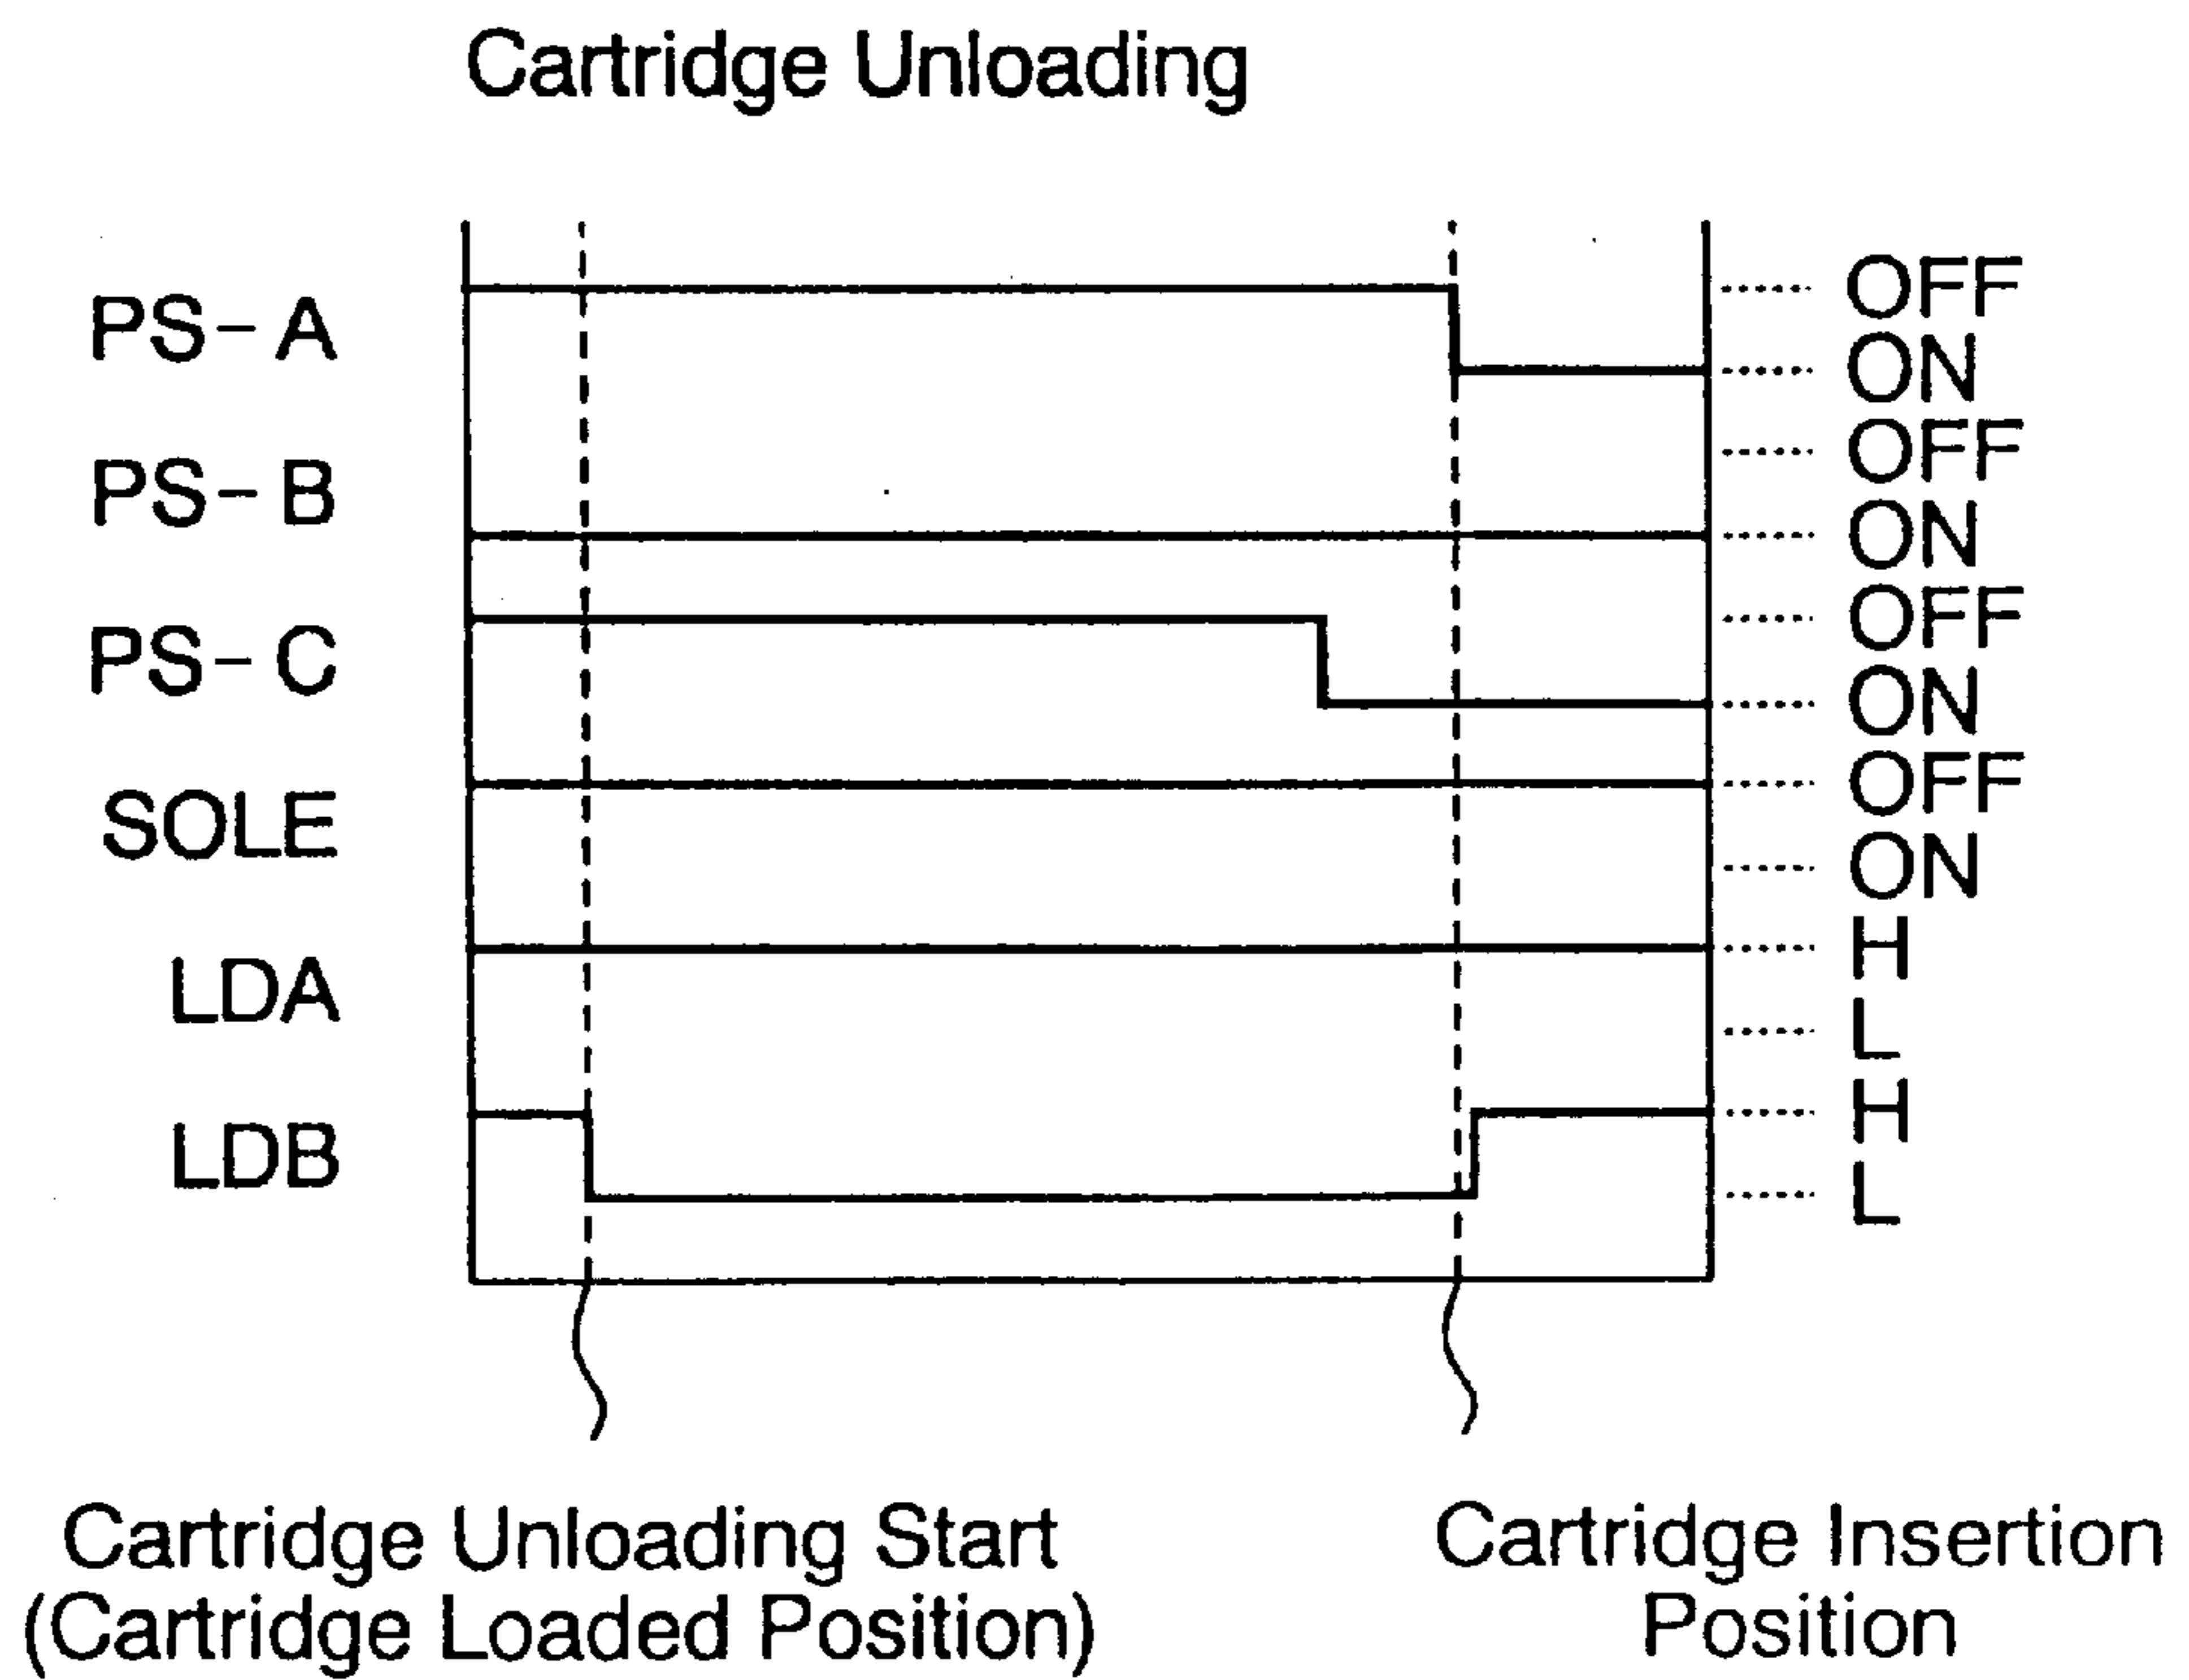 Cartridge Unloading
PS-A
OFF
ON
PS-B
OFF
ON
PS-C
OFF
ON
SOLE
OFF
ON
LDA
H
L
LDB
H
L
Cartridge Unloading Start
(Cartridge Loaded Position)
Cartridge Insertion
Position